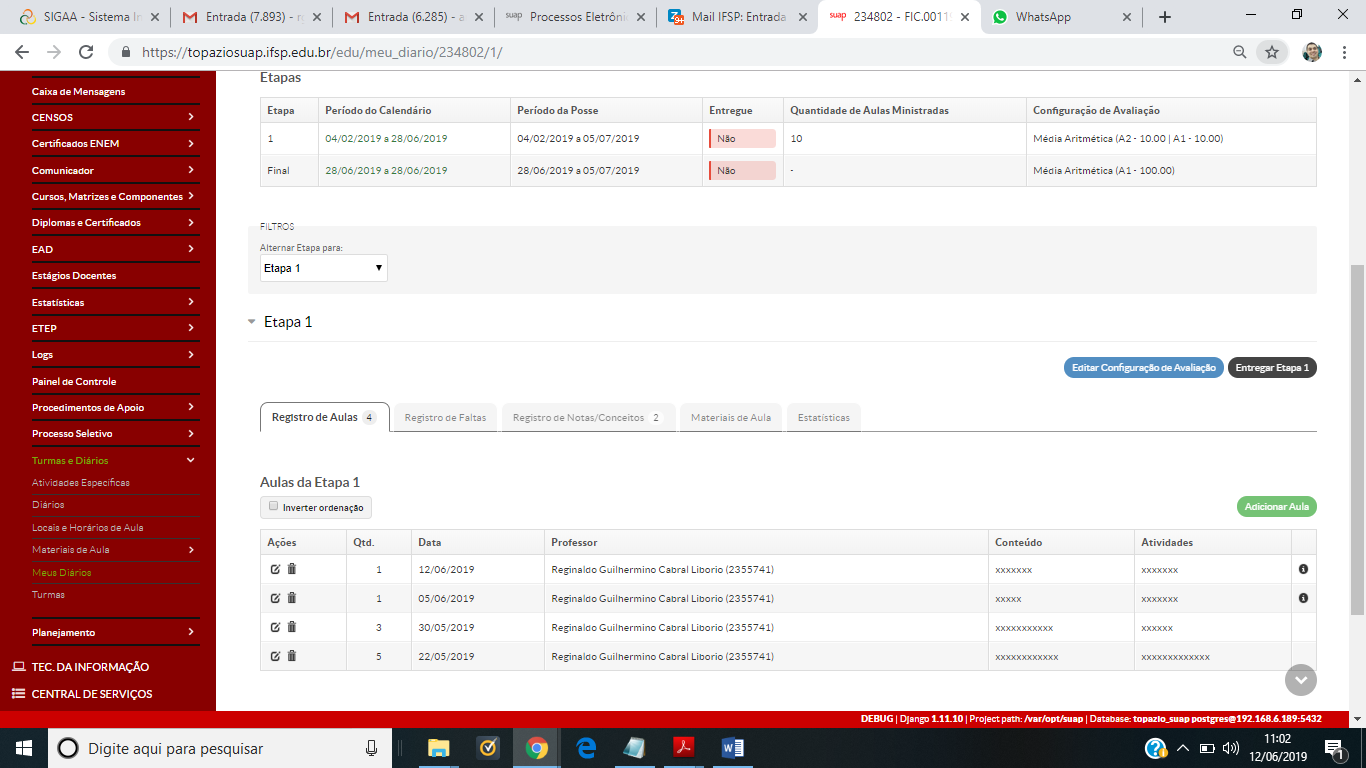 SIGAA - Sistema In
Entrada (7.893) - r
Entrada (6.285) - a
suap Processos Eletrôni
Mail IFSP: Entrada
suap 234802 - FIC.0011
WhatsApp
https://topaziosuap.ifsp.edu.br/edu/meu_diario/234802/1/
Caixa de Mensagens
CENSOS
Certificados ENEM
Comunicador
Cursos, Matrizes e Componentes
Diplomas e Certificados
EAD
Estágios Docentes
Estatísticas
ETEP
Logs
Painel de Controle
Procedimentos de Apoio
Processo Seletivo
Turmas e Diários
Atividades Específicas
Diários
Locais e Horários de Aula
Materiais de Aula
Meus Diários
Turmas
Planejamento
TEC. DA INFORMAÇÃO
CENTRAL DE SERVIÇOS
Etapas
Etapa Período do Calendário Período da Posse Entregue Quantidade de Aulas Ministradas Configuração de Avaliação
1 04/02/2019 a 28/06/2019 04/02/2019 a 05/07/2019 Não 10 Média Aritmética (A2 - 10.00 | A1 - 10.00)
Final 28/06/2019 a 28/06/2019 28/06/2019 a 05/07/2019 Não - Média Aritmética (A1 - 100.00)
FILTROS
Alternar Etapa para:
Etapa 1
Etapa 1
Editar Configuração de Avaliação Entregar Etapa 1
Registro de Aulas 4 Registro de Faltas Registro de Notas/Conceitos 2 Materiais de Aula Estatísticas
Aulas da Etapa 1
Inverter ordenação Adicionar Aula
Ações Qtd. Data Professor Conteúdo Atividades
1 12/06/2019 Reginaldo Guilhermino Cabral Liborio (2355741) xxxxxxx xxxxxxx
1 05/06/2019 Reginaldo Guilhermino Cabral Liborio (2355741) xxxxx xxxxxxx
3 30/05/2019 Reginaldo Guilhermino Cabral Liborio (2355741) xxxxxxxxxxx xxxxxx
5 22/05/2019 Reginaldo Guilhermino Cabral Liborio (2355741) xxxxxxxxxxxx xxxxxxxxxxxxx
DEBUG | Django 1.11.10 | Project path: /var/opt/suap | Database: topazio_suap postgres@192.168.6.189:5432
Digite aqui para pesquisar
11:02
12/06/2019
1